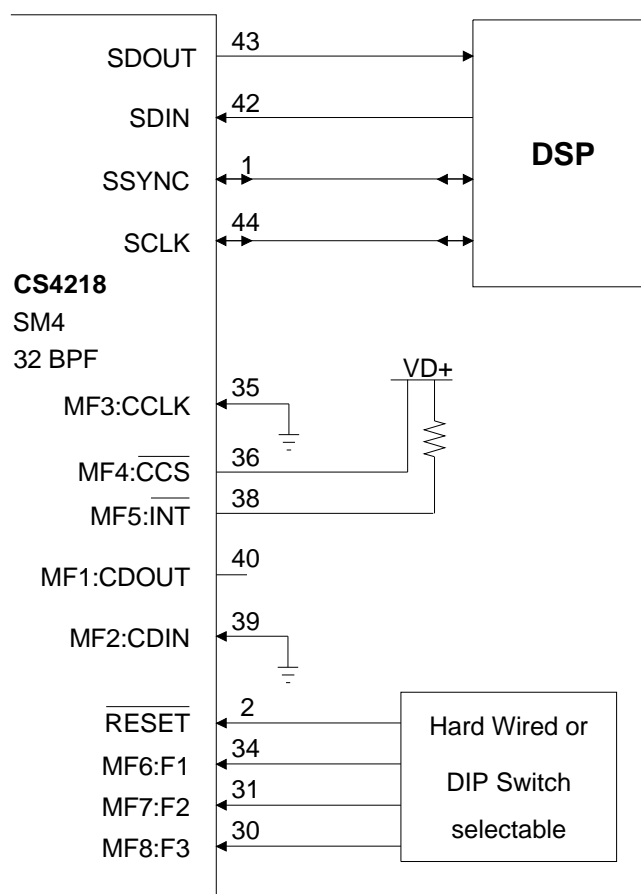 SDOUT 43
SDIN 42
SSYNC 1
SCLK 44
DSP
CS4218
SM4
32 BPF
VD+
MF3:CCLK 35
MF4:CCS 36
MF5:INT 38
MF1:CDOUT 40
MF2:CDIN 39
RESET 2
MF6:F1 34
MF7:F2 31
MF8:F3 30
Hard Wired or
DIP Switch
selectable